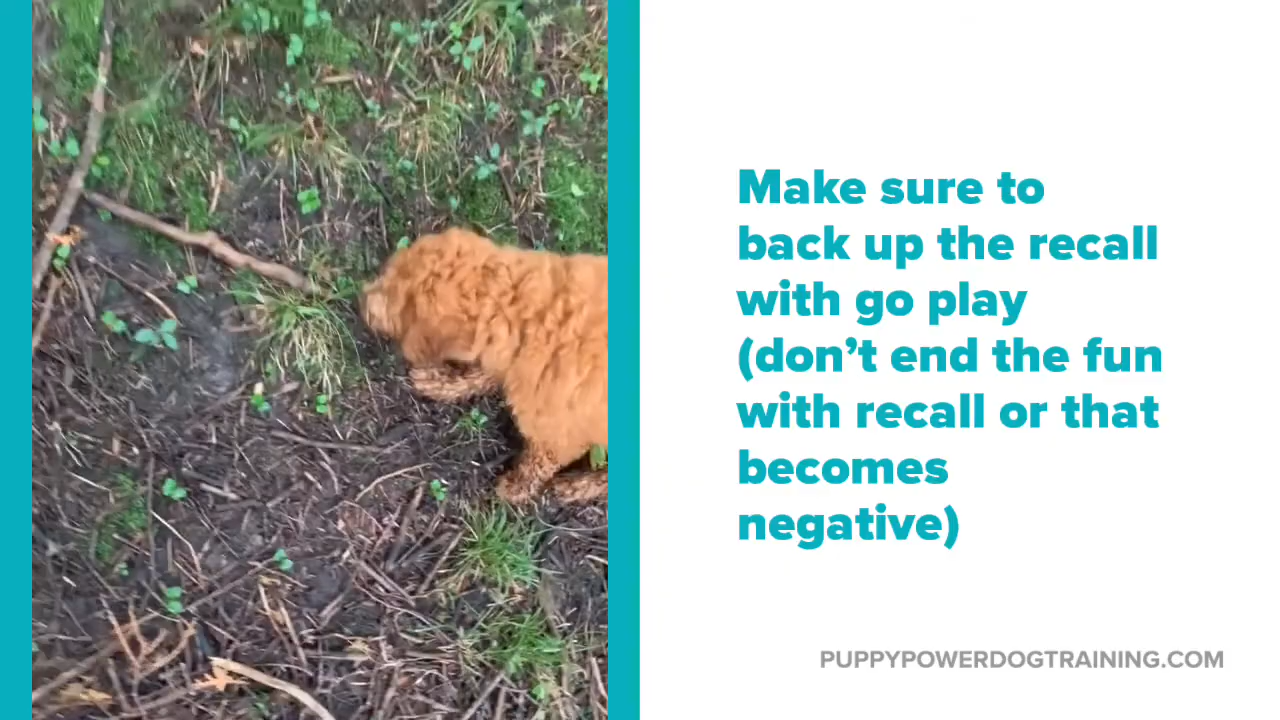 Make sure to
back up the recall
with go play
(don’t end the fun
with recall or that
becomes
negative)
PUPPYPOWERDOGTRAINING.COM